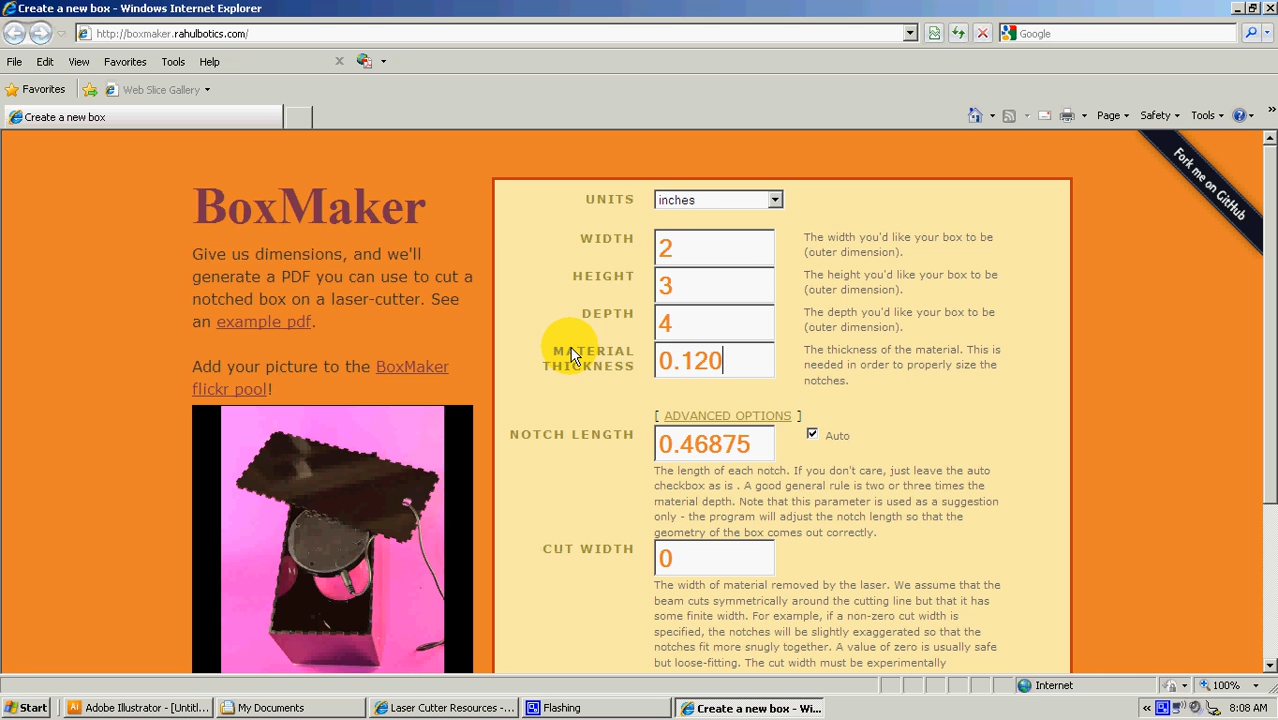 Create a new box - Windows Internet Explorer
http://boxmaker.rahulbotics.com/
Google
File Edit View Favorites Tools Help
Favorites
Web Slice Gallery
Create a new box
Page Safety Tools
Fork me on GitHub
BoxMaker
Give us dimensions, and we'll
generate a PDF you can use to cut a
notched box on a laser-cutter. See
an example pdf.
Add your picture to the BoxMaker
flickr pool!
UNITS
inches
WIDTH
2
The width you'd like your box to be
(outer dimension).
HEIGHT
3
The height you'd like your box to be
(outer dimension).
DEPTH
4
The depth you'd like your box to be
(outer dimension).
MATERIAL
THICKNESS
0.120
The thickness of the material. This is
needed in order to properly size the
notches.
[ ADVANCED OPTIONS ]
NOTCH LENGTH
0.46875
Auto
The length of each notch. If you don't care, just leave the auto
checkbox as is . A good general rule is two or three times the
material depth. Note that this parameter is used as a suggestion
only - the program will adjust the notch length so that the
geometry of the box comes out correctly.
CUT WIDTH
0
The width of material removed by the laser. We assume that the
beam cuts symmetrically around the cutting line but that it has
some finite width. For example, if a non-zero cut width is
specified, the notches will be slightly exaggerated so that the
notches fit more snugly together. A value of zero is usually safe
but loose-fitting. The cut width must be experimentally
Internet
100%
Start
Adobe Illustrator - [Untitl...
My Documents
Laser Cutter Resources - ...
Flashing
Create a new box - Wi...
8:08 AM